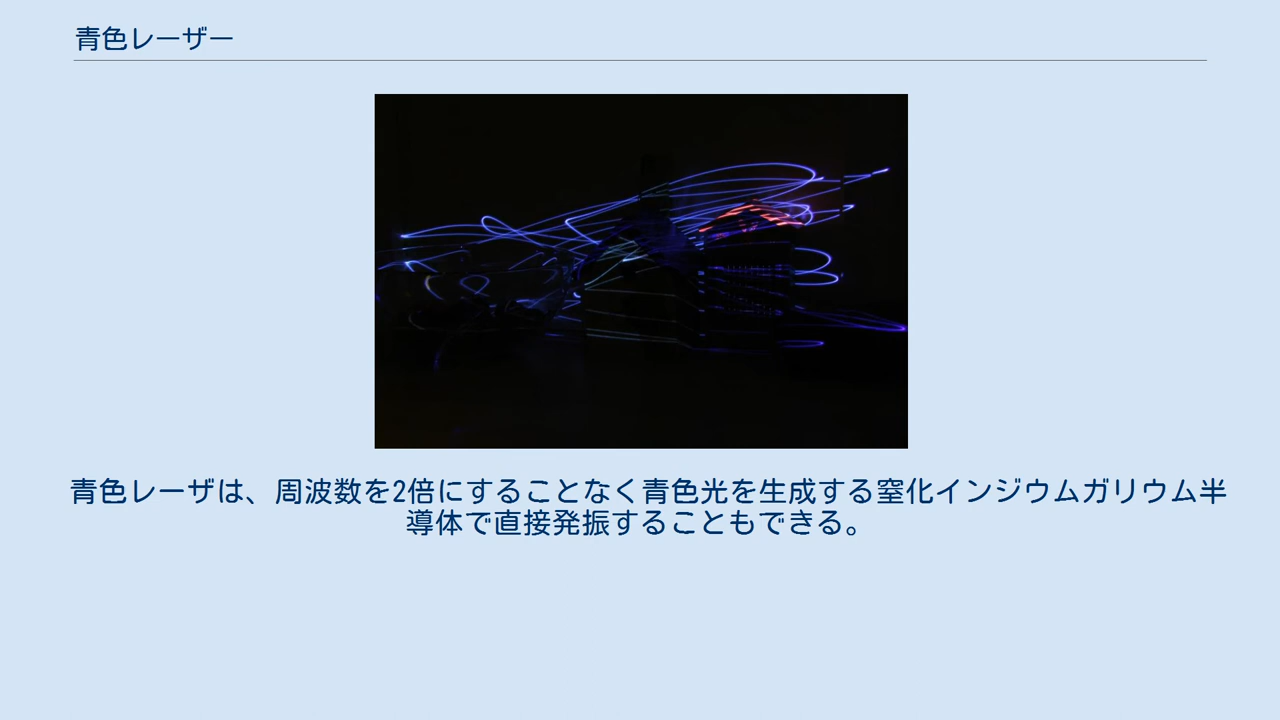 青色レーザー
青色レーザは、周波数を2倍にすることなく青色光を生成する窒化インジウムガリウム半
導体で直接発振することもできる。